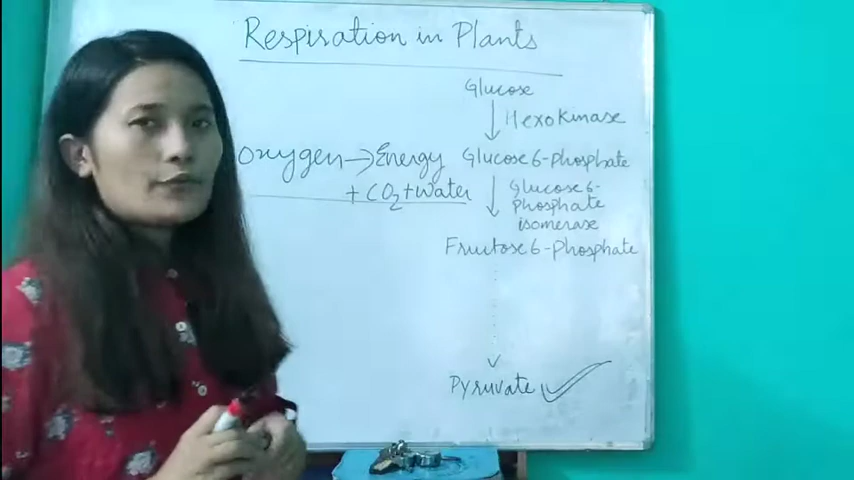 Respiration in Plants
Glucose
Hexokinase
Oxygen → Energy
+ CO₂ + Water
Glucose 6-phosphate
Glucose 6-
phosphate
isomerase
Fructose 6-phosphate
Pyruvate